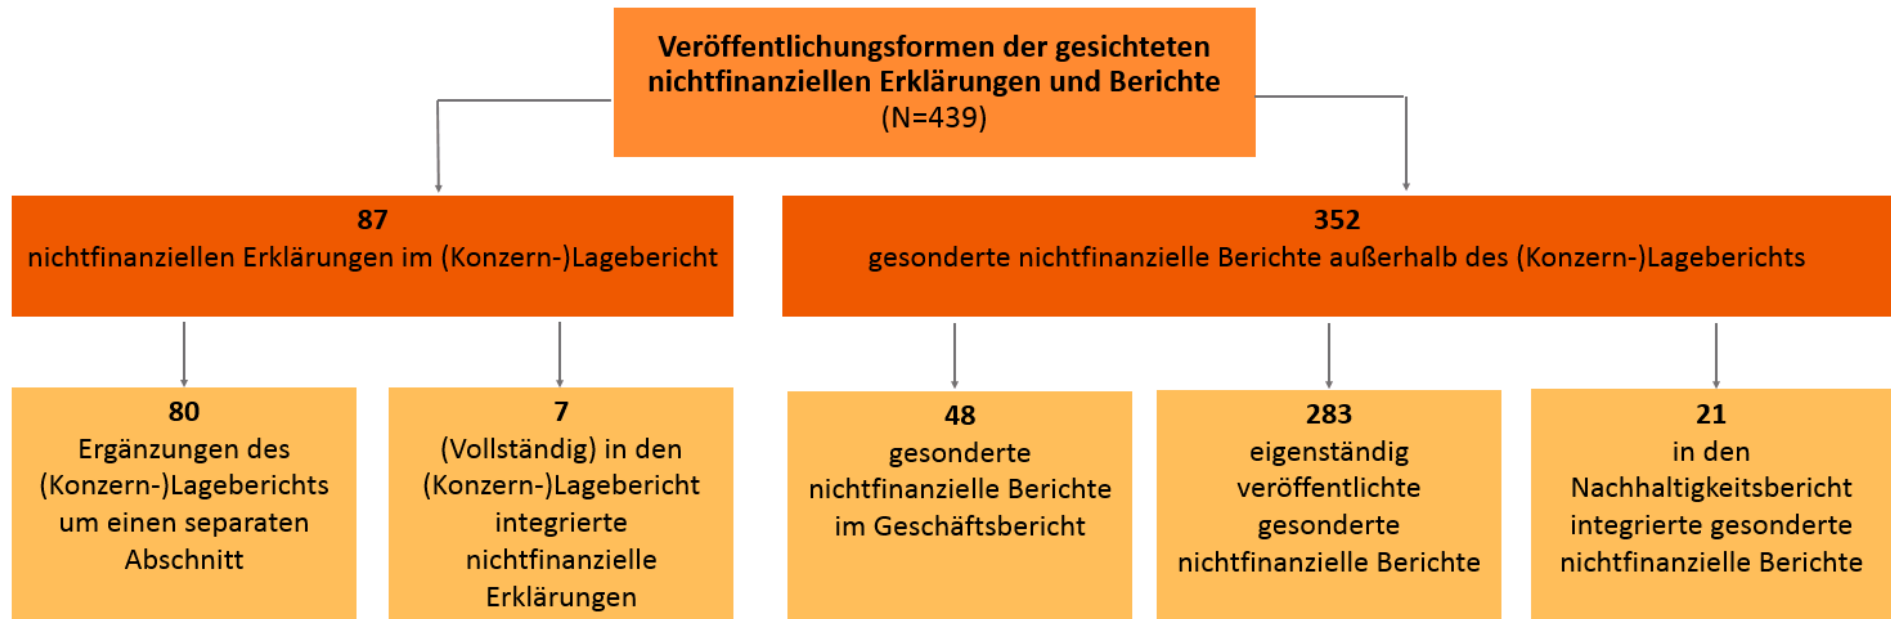 Veröffentlichungsformen der gesichteten
nichtfinanziellen Erklärungen und Berichte
(N=439)
87
nichtfinanziellen Erklärungen im (Konzern-)Lagebericht
352
gesonderte nichtfinanzielle Berichte außerhalb des (Konzern-)Lageberichts
80
Ergänzungen des
(Konzern-)Lageberichts
um einen separaten
Abschnitt
7
(Vollständig) in den
(Konzern-)Lagebericht
integrierte
nichtfinanzielle
Erklärungen
48
gesonderte
nichtfinanzielle Berichte
im Geschäftsbericht
283
eigenständig
veröffentlichte
gesonderte
nichtfinanzielle Berichte
21
in den
Nachhaltigkeitsbericht
integrierte gesonderte
nichtfinanzielle Berichte